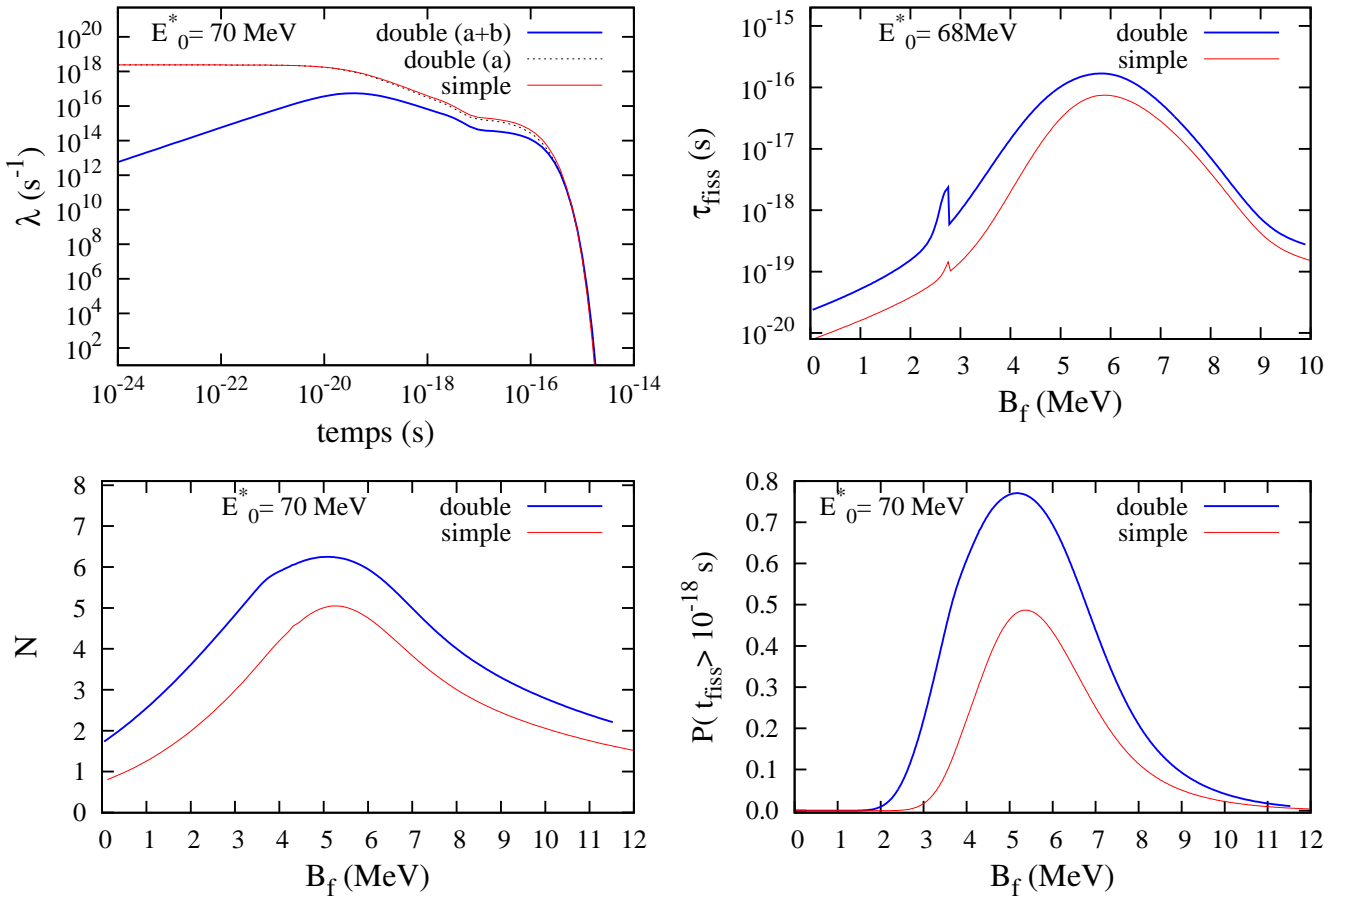 E*0= 70 MeV
double (a+b)
double (a)
simple
10^20
10^18
10^16
10^14
10^12
10^10
10^8
10^6
10^4
10^2
λ (s^-1)
10^-24
10^-22
10^-20
10^-18
10^-16
10^-14
temps (s)
E*0= 68MeV
double
simple
10^-15
10^-16
10^-17
10^-18
10^-19
10^-20
τfiss (s)
0 1 2 3 4 5 6 7 8 9 10
Bf (MeV)
E*0= 70 MeV
double
simple
8
7
6
5
4
3
2
1
0
N
0 1 2 3 4 5 6 7 8 9 10 11 12
Bf (MeV)
E*0= 70 MeV
double
simple
0.8
0.7
0.6
0.5
0.4
0.3
0.2
0.1
0.0
P( tfiss> 10^-18 s)
0 1 2 3 4 5 6 7 8 9 10 11 12
Bf (MeV)